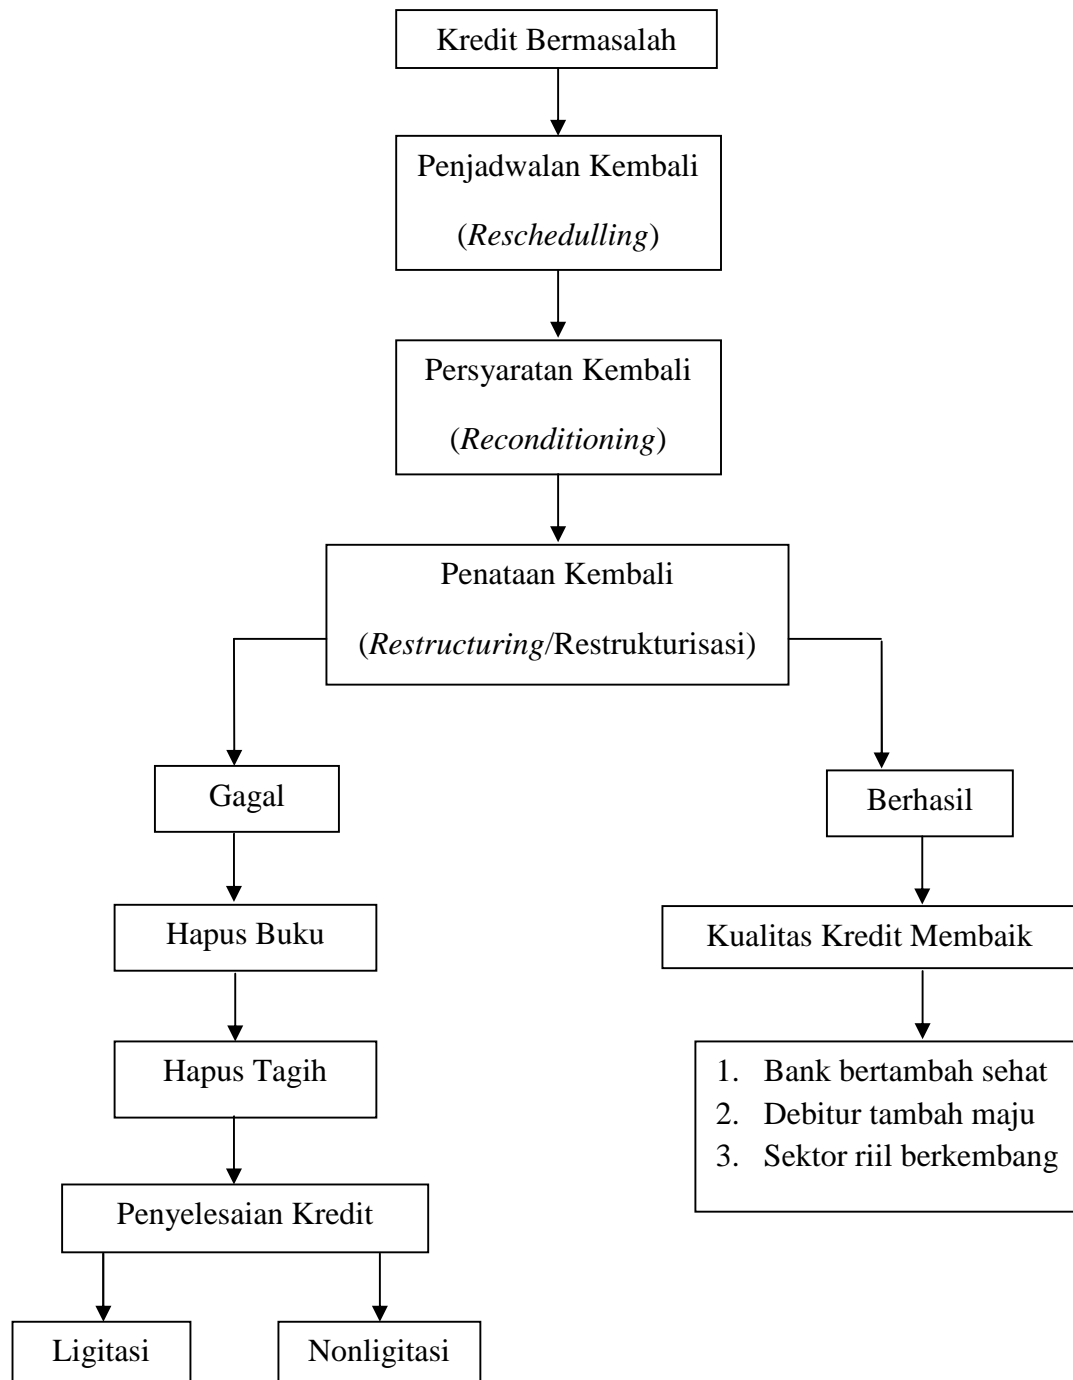 Kredit Bermasalah
Penjadwalan Kembali
(Reschedulling)
Persyaratan Kembali
(Reconditioning)
Penataan Kembali
(Restructuring/Restrukturisasi)
Gagal
Berhasil
Hapus Buku
Kualitas Kredit Membaik
Hapus Tagih
1. Bank bertambah sehat
2. Debitur tambah maju
3. Sektor riil berkembang
Penyelesaian Kredit
Ligitasi
Nonligitasi